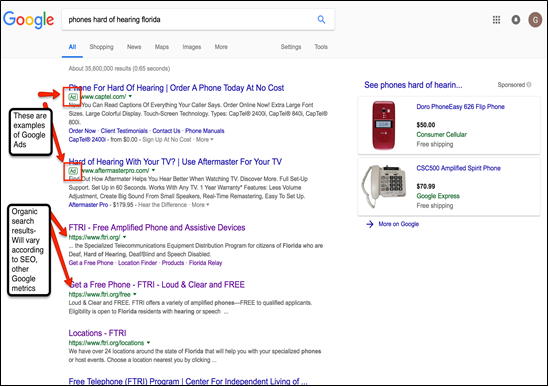 Google
phones hard of hearing florida
G
All Shopping News Maps Images More Settings Tools
About 35,600,000 results (0.65 seconds)
Phone For Hard Of Hearing | Order A Phone Today At No Cost
Ad www.captel.com/
Now You Can Read Captions Of Everything Your Caller Says. Order Online Now! Extra Large Font
Sizes. Large Colorful Display. Touch-Screen Technology. Types: CapTel® 2400i, CapTel® 840i, CapTel®
880i.
Order Now · Client Testimonials · Contact Us · Phone Manuals
CapTel® 2400i - from $0.00 - Sign Up At No Cost · More
These are
examples
of Google
Ads
Hard of Hearing With Your TV? | Use Aftermaster For Your TV
Ad www.aftermasterpro.com/
Find Out How Aftermaster Helps You Hear Better When Watching TV. Discover More. Full Set-Up
Support. Set Up in 60 Seconds. Works With Any TV. 1 Year Warranty* Features: Less Volume
Adjustment, Create Big Sound From Small Speakers, Real-Time Remastering, Easy To Set Up.
Aftermaster Pro - $179.95 - Hear the Difference · More
Organic
search
results-
Will vary
according
to SEO,
other
Google
metrics
FTRI - Free Amplified Phone and Assistive Devices
https://www.ftri.org/
... the Specialized Telecommunications Equipment Distribution Program for citizens of Florida who are
Deaf, Hard of Hearing, Deaf/Blind and Speech Disabled.
Get a Free Phone · Location Finder · Products · Florida Relay
Get a Free Phone - FTRI - Loud & Clear and FREE
https://www.ftri.org/free
Loud & Clear and FREE. FTRI offers a variety of amplified phones—FREE to qualified applicants.
Eligibility is open to Florida residents with hearing or speech ...
Locations - FTRI
https://www.ftri.org/locations
We have over 24 locations around the state of Florida that will help you with your specialized phones
or host events. Choose a location nearest you by clicking ...
Free Telephone (FTRI) Program | Center For Independent Living of ...
See phones hard of hearin... Sponsored
Doro PhoneEasy 626 Flip Phone
$50.00
Consumer Cellular
Free shipping
CSC500 Amplified Spirit Phone
$70.99
Google Express
Free shipping
More on Google